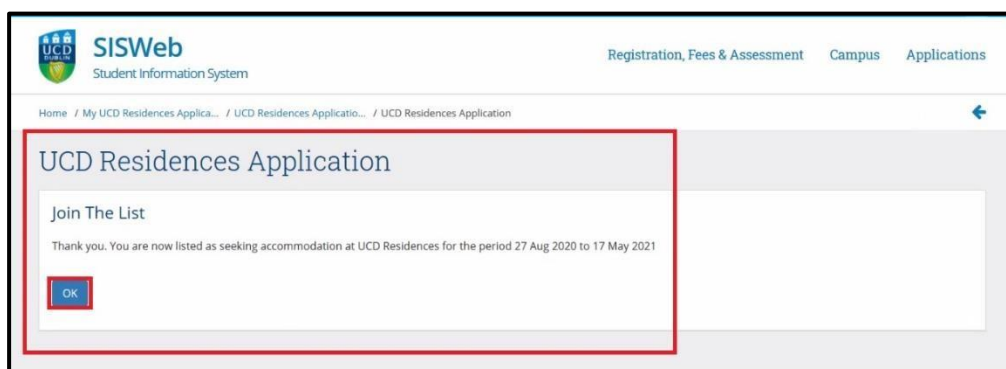 UCD
DUBLIN
SISWeb
Student Information System
Registration, Fees & Assessment Campus Applications
Home / My UCD Residences Applica... / UCD Residences Applicatio... / UCD Residences Application
UCD Residences Application
Join The List
Thank you. You are now listed as seeking accommodation at UCD Residences for the period 27 Aug 2020 to 17 May 2021
OK